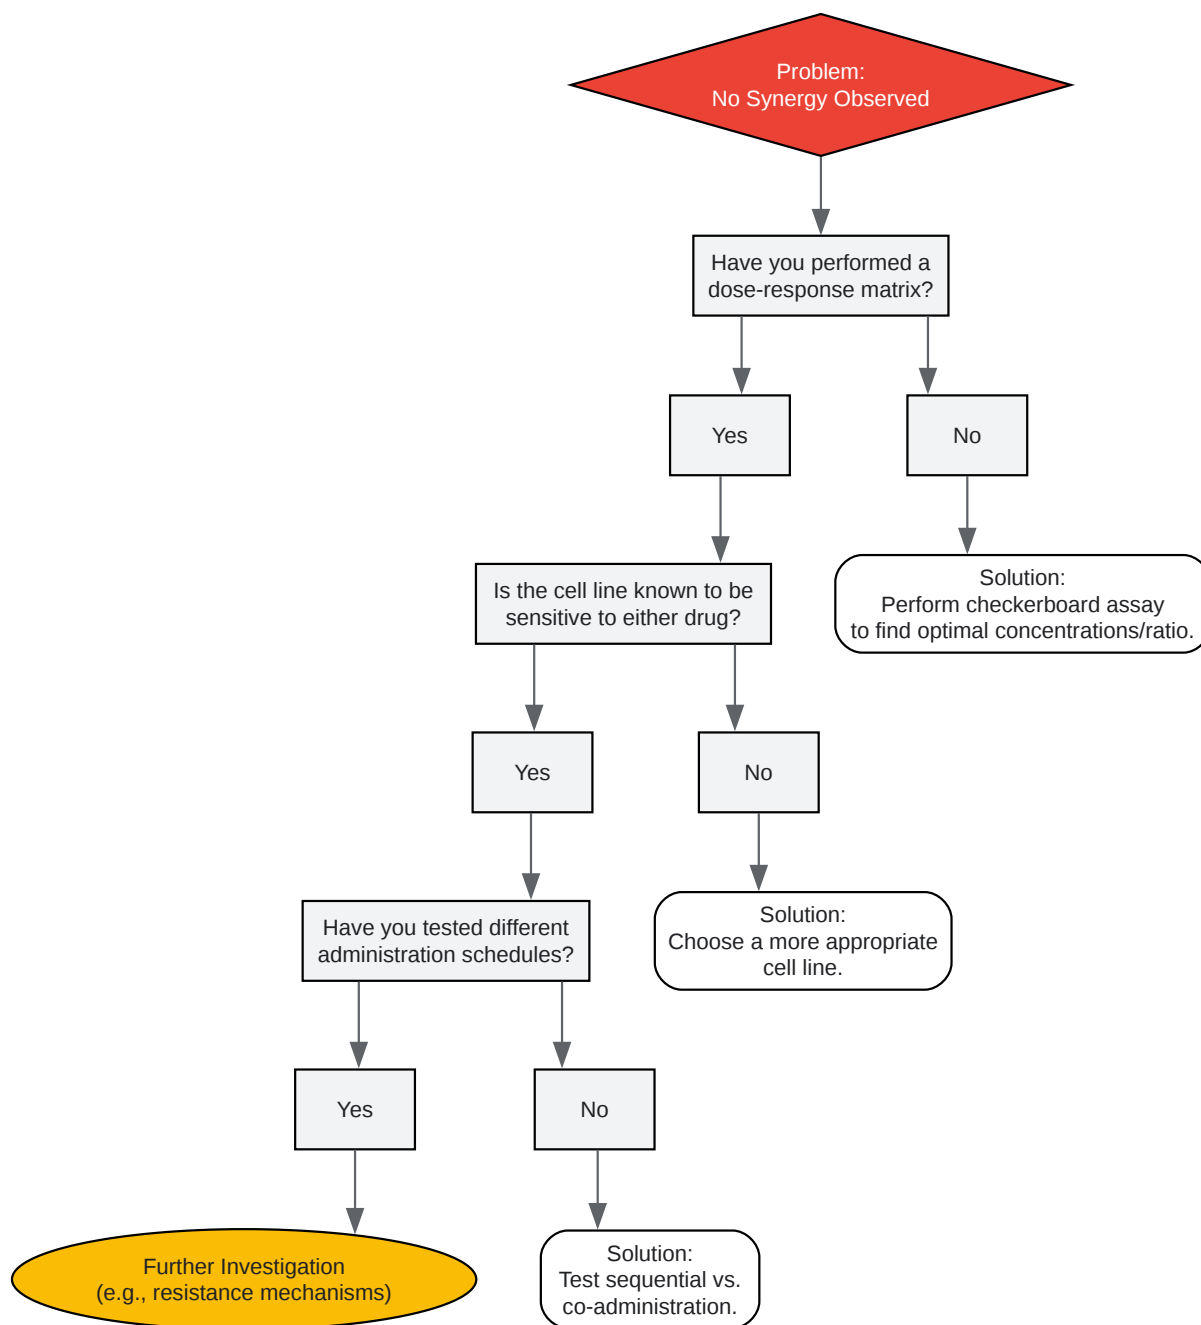 Problem:
No Synergy Observed
Have you performed a
dose-response matrix?
Yes
No
Is the cell line known to be
sensitive to either drug?
Solution:
Perform checkerboard assay
to find optimal concentrations/ratio.
Yes
No
Have you tested different
administration schedules?
Solution:
Choose a more appropriate
cell line.
Yes
No
Further Investigation
(e.g., resistance mechanisms)
Solution:
Test sequential vs.
co-administration.